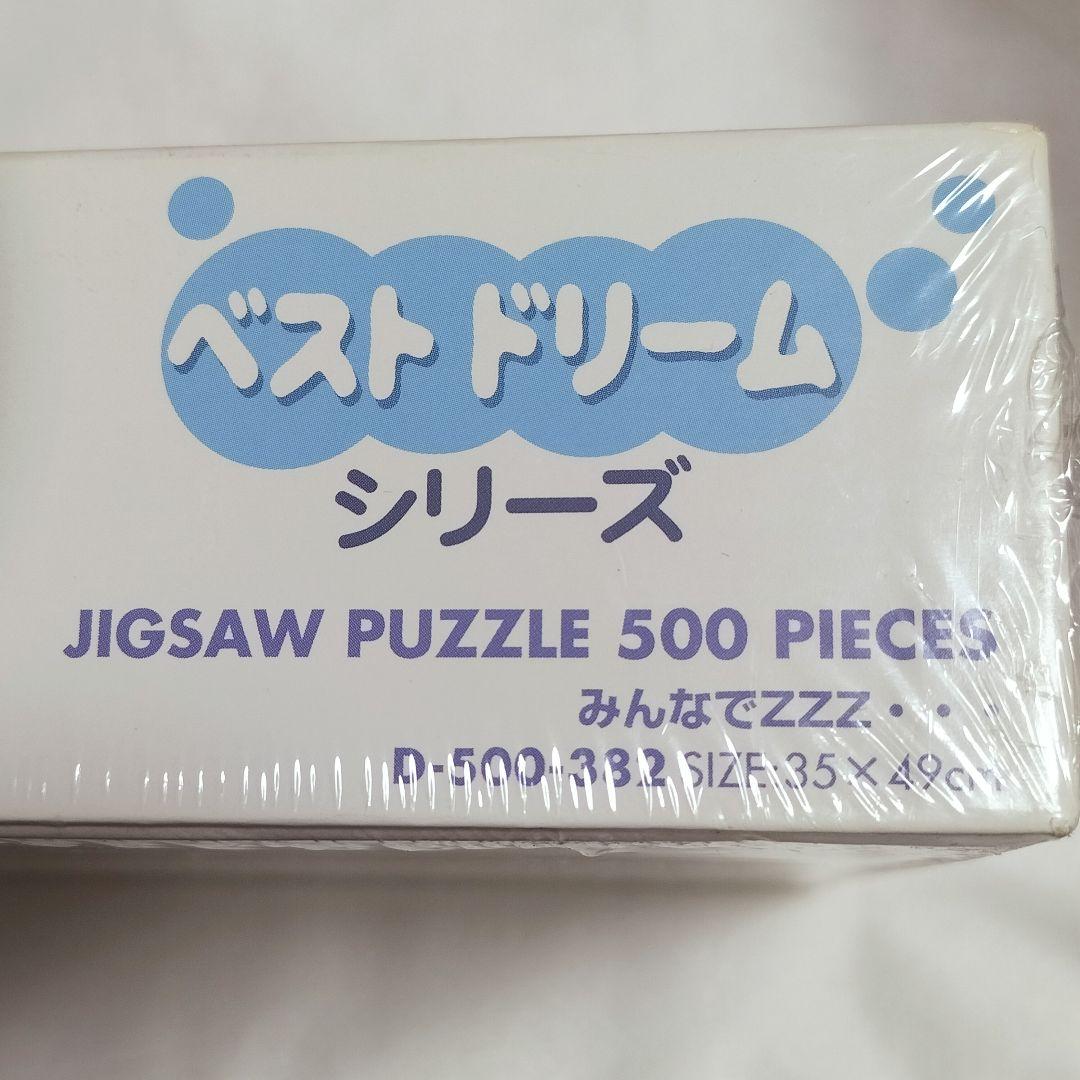 ベスト ドリーム
シリーズ
JIGSAW PUZZLE 500 PIECES
みんなでZZZ・・・
D-500-382 SIZE:35×49cm